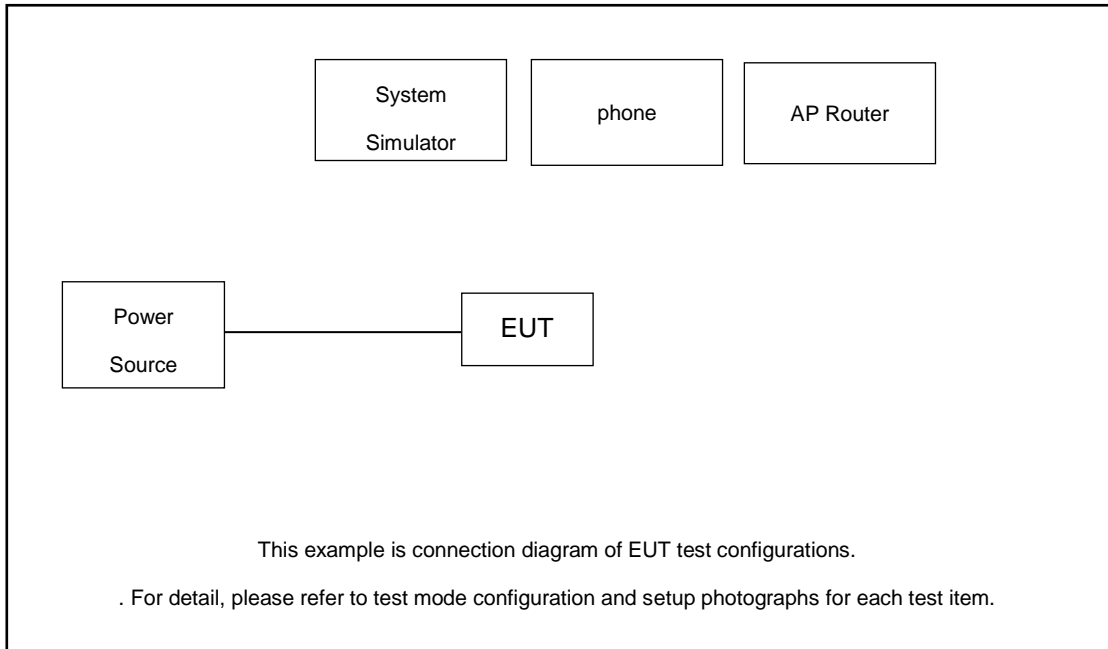 System
Simulator
phone
AP Router
Power
Source
EUT
This example is connection diagram of EUT test configurations.
. For detail, please refer to test mode configuration and setup photographs for each test item.